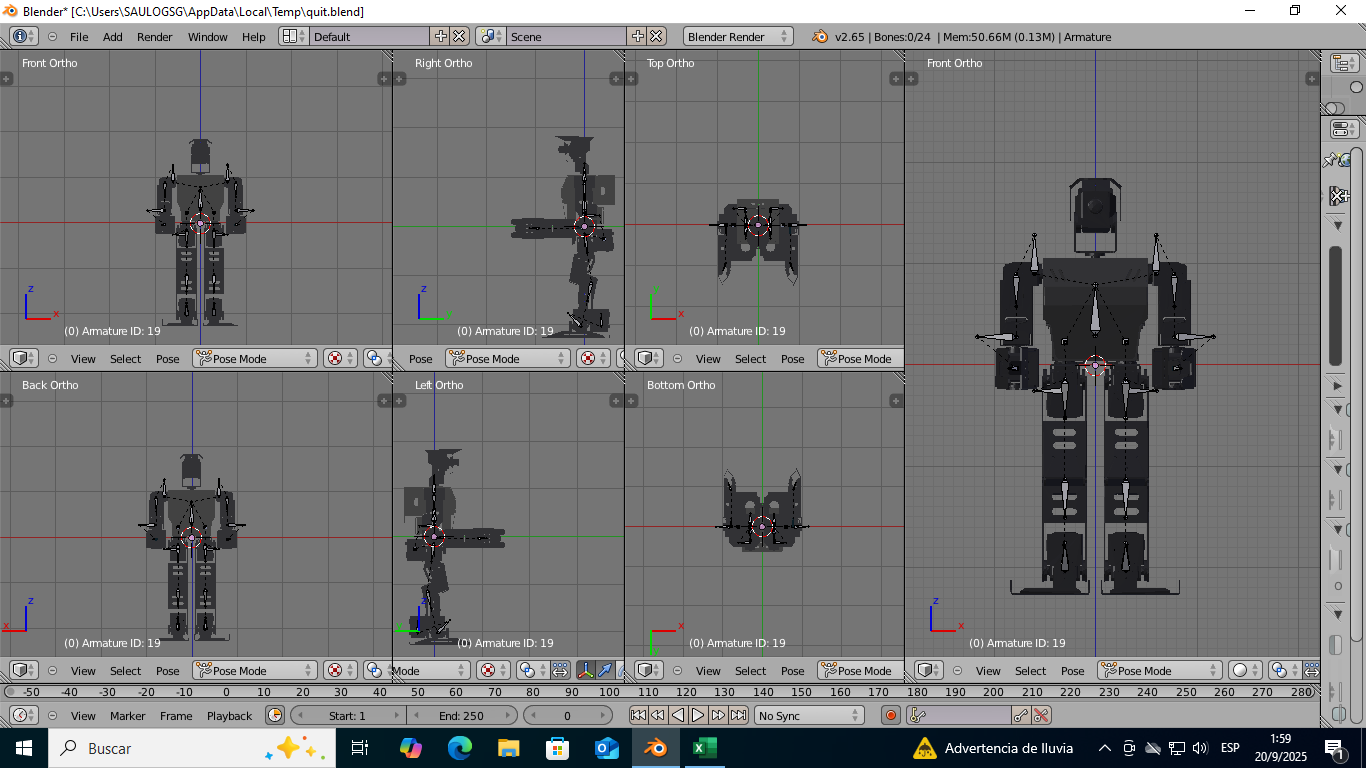 Blender* [C:\Users\SAULOGSG\AppData\Local\Temp\quit.blend]
File Add Render Window Help Default Scene Blender Render v2.65 | Bones:0/24 | Mem:50.66M (0.13M) | Armature
Front Ortho Right Ortho Top Ortho Front Ortho
z x z y y x
(0) Armature ID: 19 (0) Armature ID: 19 (0) Armature ID: 19
View Select Pose Pose Mode Pose Pose Mode View Select Pose Pose Mode
Back Ortho Left Ortho Bottom Ortho
z x z x z x
(0) Armature ID: 19 (0) Armature ID: 19 (0) Armature ID: 19 (0) Armature ID: 19
View Select Pose Pose Mode Mode View Select Pose Pose Mode View Select Pose Pose Mode
-50 -40 -30 -20 -10 0 10 20 30 40 50 60 70 80 90 100 110 120 130 140 150 160 170 180 190 200 210 220 230 240 250 260 270 280
View Marker Frame Playback Start: 1 End: 250 0 No Sync
Buscar Advertencia de lluvia ESP 1:59
20/9/2025 1